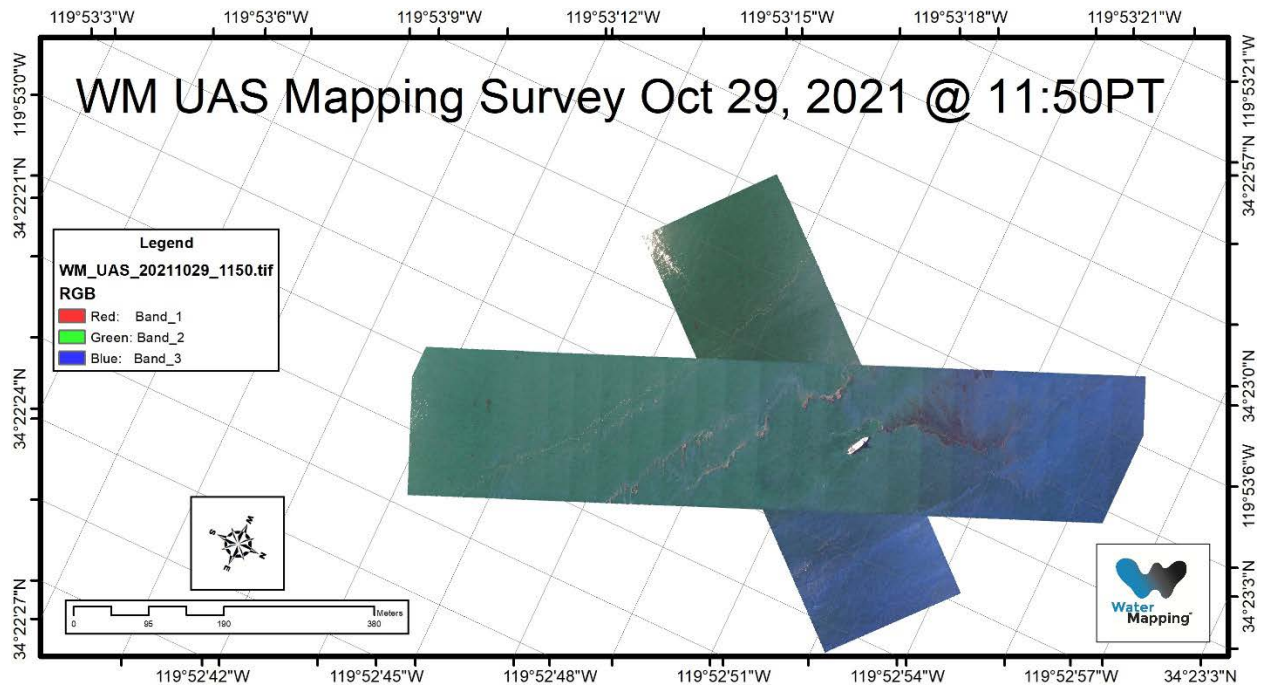 119°53'3"W 119°53'6"W 119°53'9"W 119°53'12"W 119°53'15"W 119°53'18"W 119°53'21"W
WM UAS Mapping Survey Oct 29, 2021 @ 11:50PT
119°53'0"W
34°22'21"N
34°22'24"N
34°22'27"N
Legend
WM_UAS_20211029_1150.tif
RGB
Red: Band_1
Green: Band_2
Blue: Band_3
W
S
N
E
Meters
0 95 190 380
119°53'21"W
34°22'57"N
34°23'0"N
119°53'6"W
34°23'3"N
Water
Mapping
119°52'42"W 119°52'45"W 119°52'48"W 119°52'51"W 119°52'54"W 119°52'57"W 34°23'3"N